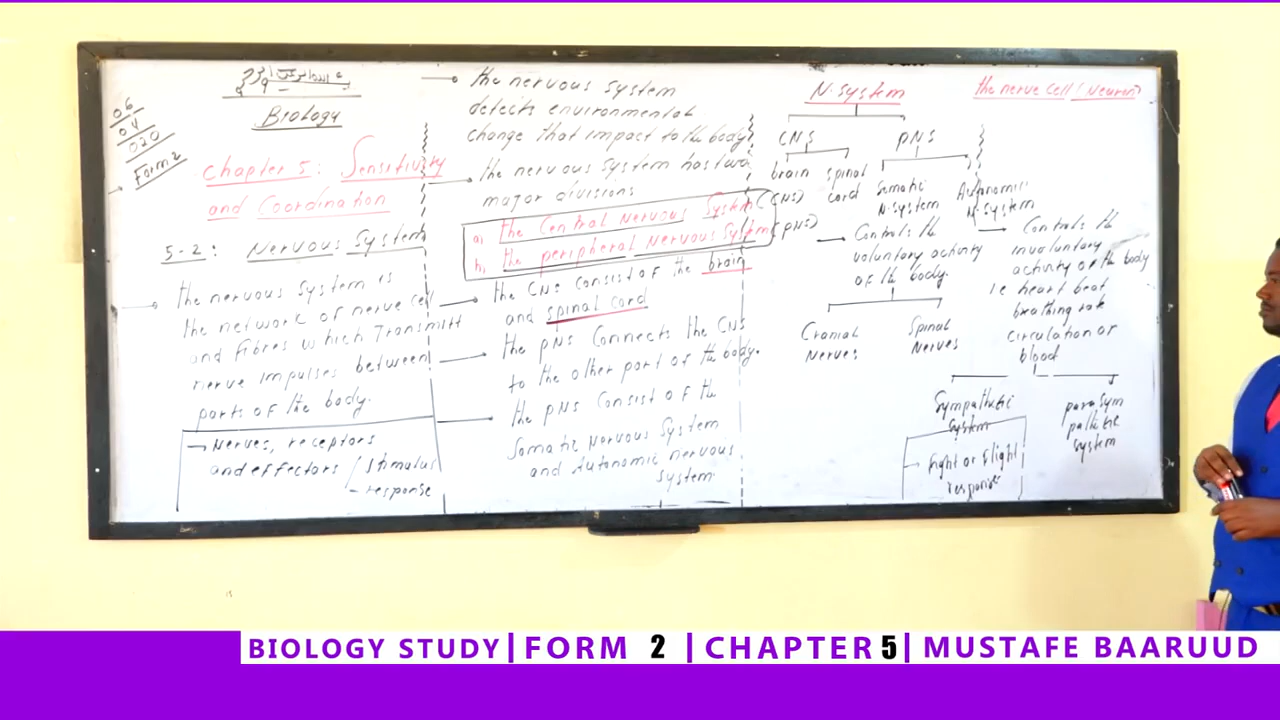 06
04
020
Form 2
Biology
Chapter 5: Sensitivity
and Coordination
5-2: Nervous System
the nervous system is
the network of nerve cell
and Fibres which Transmitt
nerve impulses between
parts of the body.
Nerves, receptors
and effectors / stimulus
- response
the nervous system
detects environmental
change that impact to the body
the nervous system has two
major divisions
a) the Central Nervous System (CNS)
b) the peripheral Nervous System (PNS)
the CNS consist of the brain
and spinal cord
the PNS Connects the CNS
to the other part of the body.
the PNS Consist of the
Somatic Nervous System
and Autonomic nervous
system
N-System
CNS PNS
brain spinal
cord
Somatic
N-System
Autonomic
N-System
Controls the
voluntary activity
of the body.
Cranial
Nerves
Spinal
Nerves
the nerve Cell (Neuron)
Controls the
involuntary
activity of the body
i.e heart beat
breathing rate
circulation of
blood
Sympathetic
System
Fight or Flight
response
parasym
pathetic
system
BIOLOGY STUDY | FORM 2 | CHAPTER 5 | MUSTAFE BAARUUD